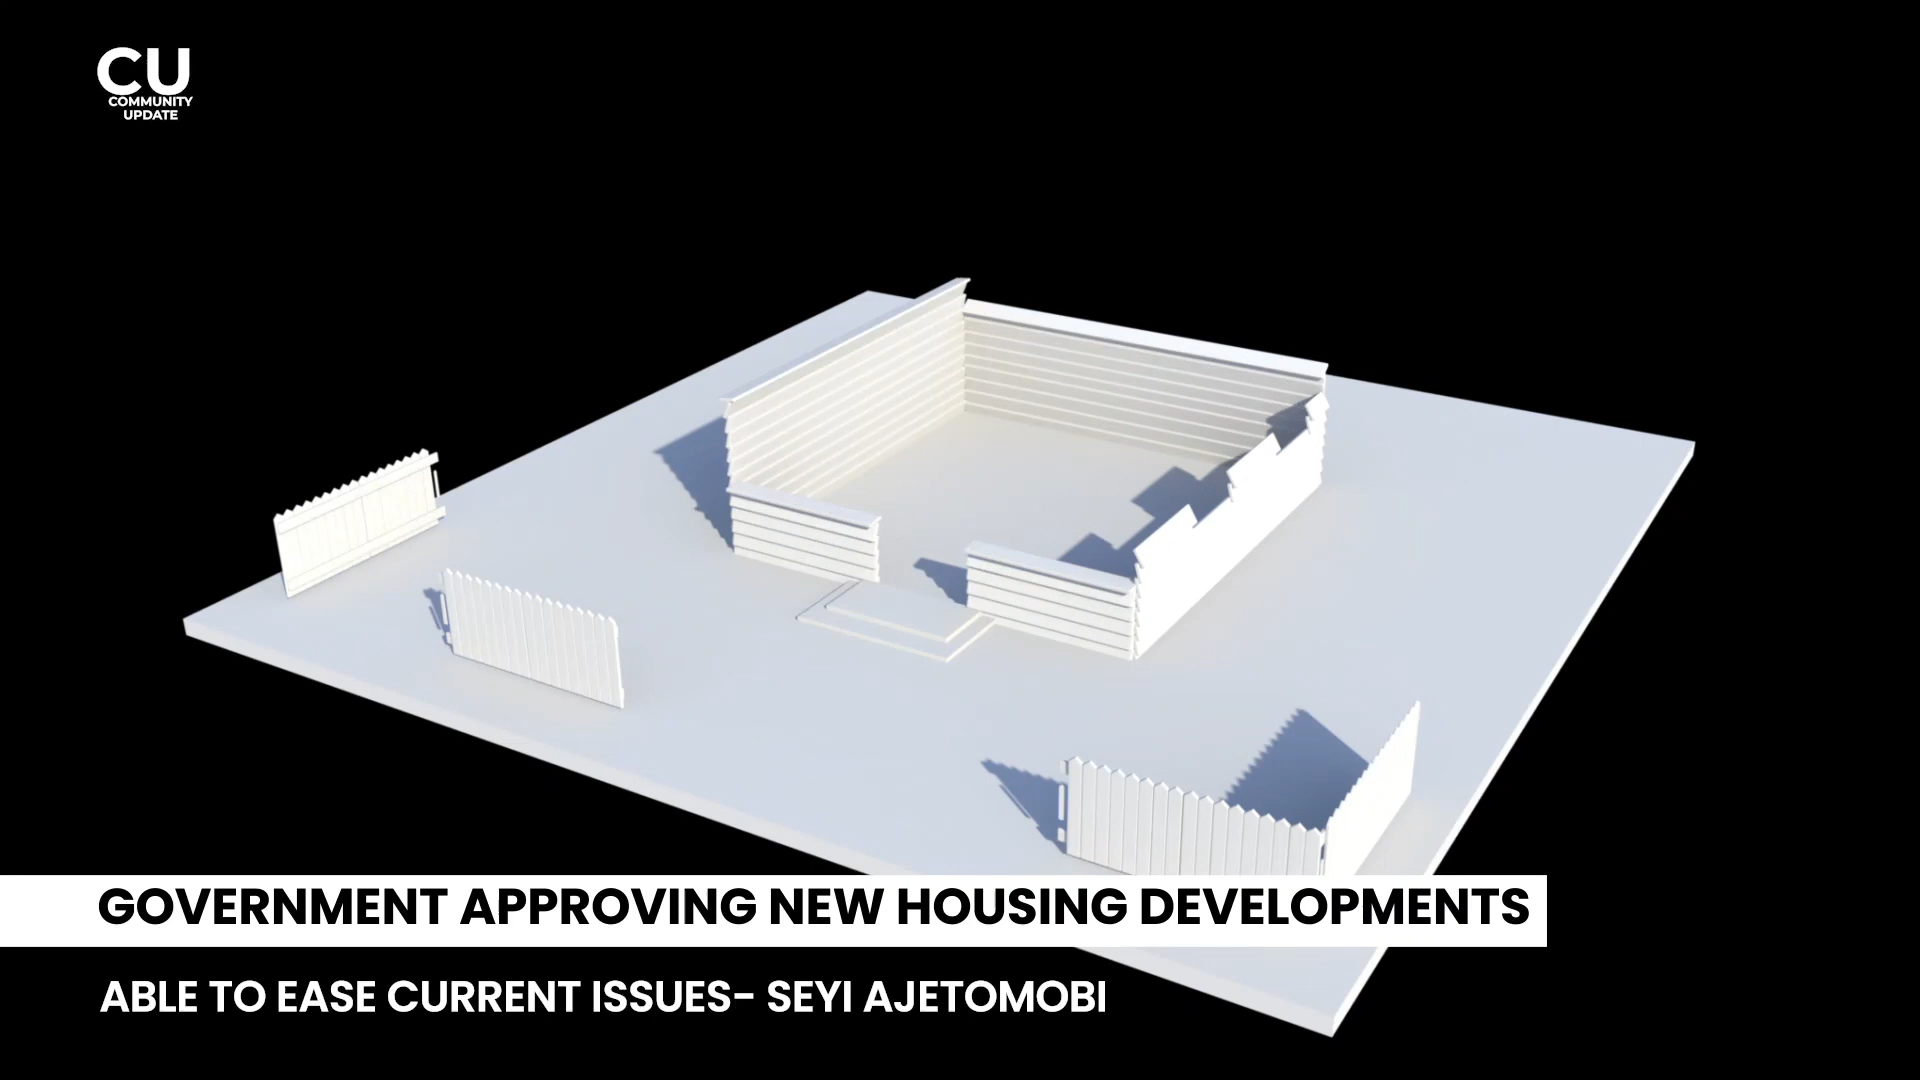 CU
COMMUNITY
UPDATE
GOVERNMENT APPROVING NEW HOUSING DEVELOPMENTS
ABLE TO EASE CURRENT ISSUES- SEYI AJETOMOBI